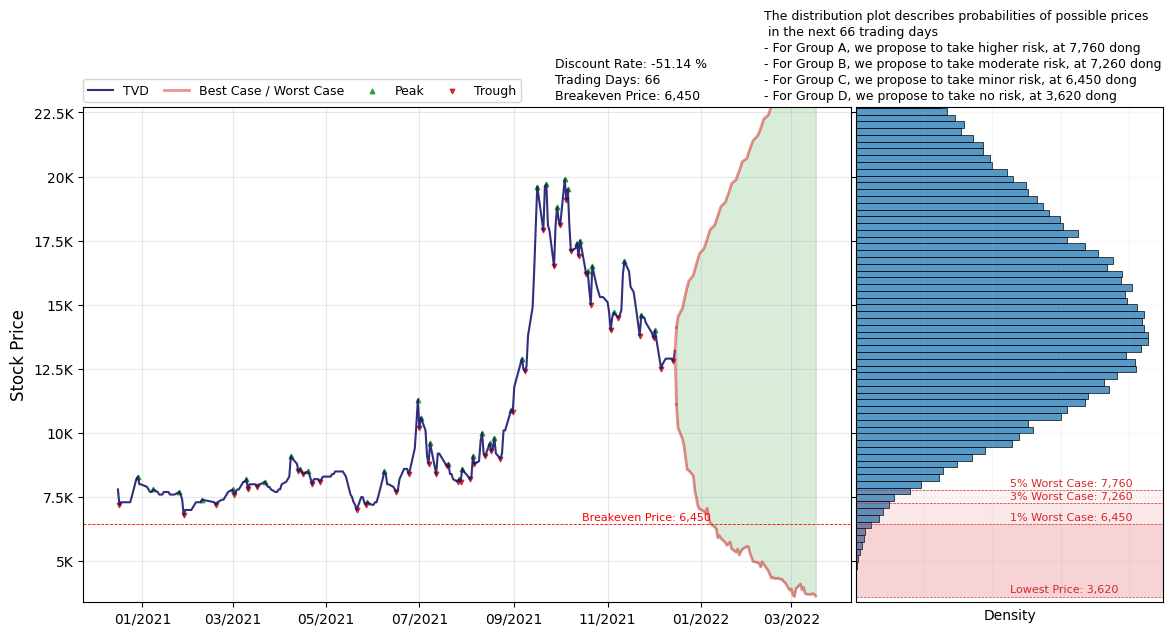 The distribution plot describes probabilities of possible prices
in the next 66 trading days
- For Group A, we propose to take higher risk, at 7,760 dong
- For Group B, we propose to take moderate risk, at 7,260 dong
- For Group C, we propose to take minor risk, at 6,450 dong
- For Group D, we propose to take no risk, at 3,620 dong
Discount Rate: -51.14 %
Trading Days: 66
Breakeven Price: 6,450
TVD Best Case / Worst Case Peak Trough
22.5K
20K
17.5K
15K
12.5K
10K
7.5K
5K
Stock Price
Breakeven Price: 6,450
5% Worst Case: 7,760
3% Worst Case: 7,260
1% Worst Case: 6,450
Lowest Price: 3,620
01/2021 03/2021 05/2021 07/2021 09/2021 11/2021 01/2022 03/2022
Density